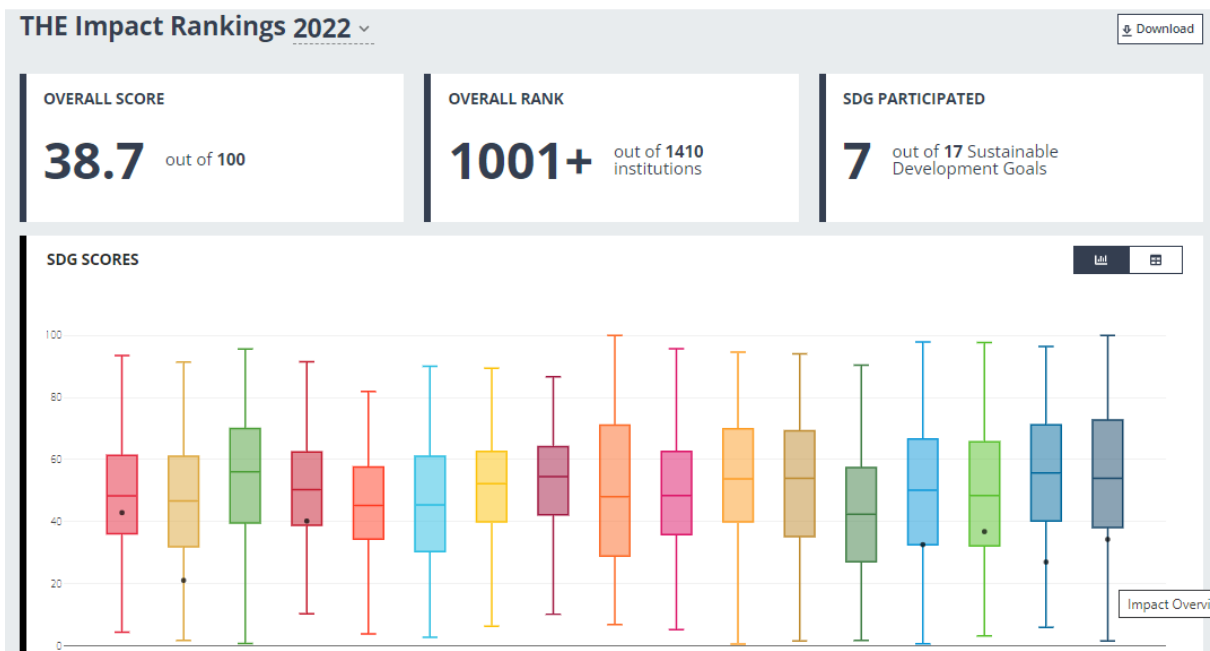 THE Impact Rankings 2022
Download
OVERALL SCORE
38.7 out of 100
OVERALL RANK
1001+ out of 1410
institutions
SDG PARTICIPATED
7 out of 17 Sustainable
Development Goals
SDG SCORES
100
80
60
40
20
0
Impact Overvi